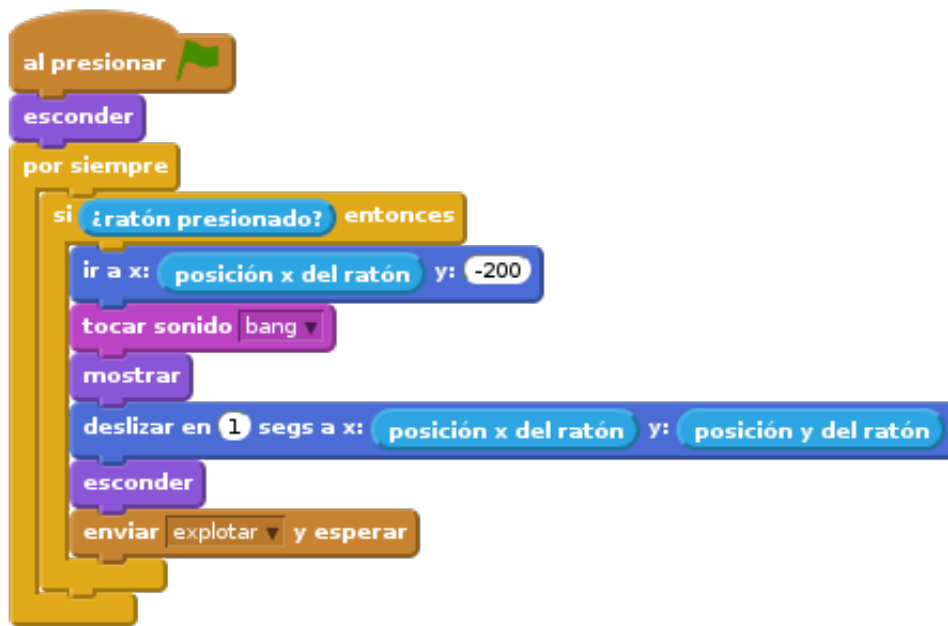 al presionar
esconder
por siempre
si ¿ratón presionado? entonces
ir a x: posición x del ratón y: -200
tocar sonido bang
mostrar
deslizar en 1 segs a x: posición x del ratón y: posición y del ratón
esconder
enviar explotar y esperar